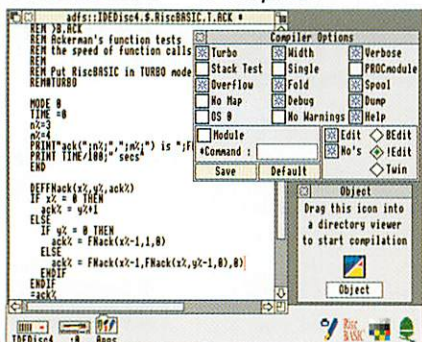 adfs::IDEDisc4.$.RiscBASIC.T.ACK *
REM >B.ACK
REM Ackerman's function tests
REM the speed of function calls
REM
REM Put RiscBASIC in TURBO mode
REM@TURBO
MODE 0
TIME =0
n%=3
m%=4
PRINT"ack(";n%;",";m%;") is ";F
PRINT TIME/100;" secs"
END
DEFFNack(x%,y%,ack%)
IF x% = 0 THEN
ack% = y%+1
ELSE
IF y% = 0 THEN
ack% = FNack(x%-1,1,0)
ELSE
ack% = FNack(x%-1,FNack(x%,y%-1,0),0)
ENDIF
ENDIF
=ack%
Compiler Options
Turbo Width Verbose
Stack Test Single PROCmodule
Overflow Fold Spool
No Map Debug Dump
OS 0 No Warnings Help
Module Edit BEdit
*Command : No's !Edit
Save Default Twin
Object
Drag this icon into
a directory viewer
to start compilation
Object
IDEDisc4 :0 Apps
Risc BASIC